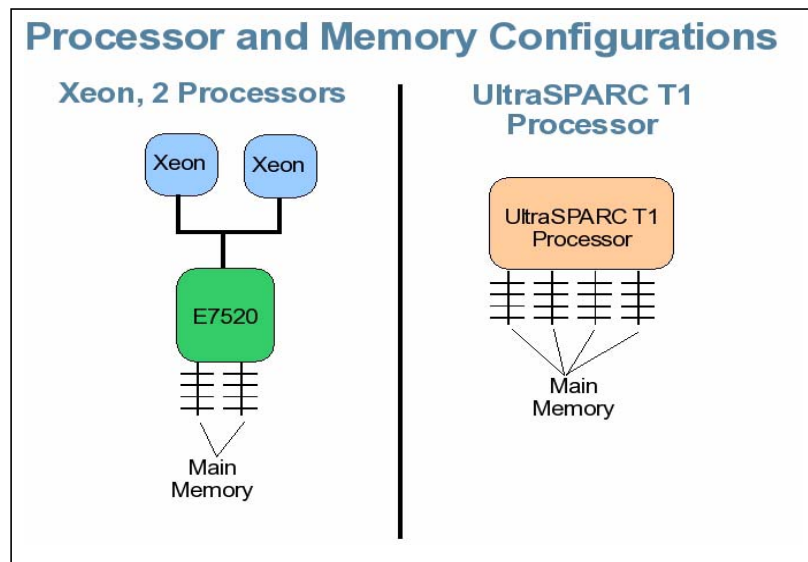 Processor and Memory Configurations
Xeon, 2 Processors
Xeon
Xeon
E7520
Main
Memory
UltraSPARC T1
Processor
UltraSPARC T1
Processor
Main
Memory